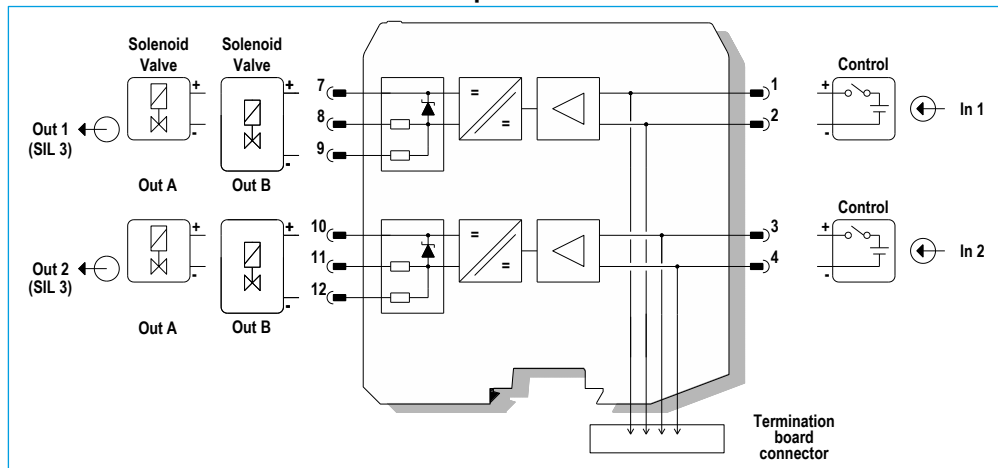 Solenoid
Valve
Solenoid
Valve
Control
+
-
+
-
7
8
9
=
=
1
2
+
-
In 1
Out 1
(SIL 3)
Out A
Out B
Control
+
-
+
-
10
11
12
=
=
3
4
+
-
In 2
Out 2
(SIL 3)
Out A
Out B
Termination
board
connector